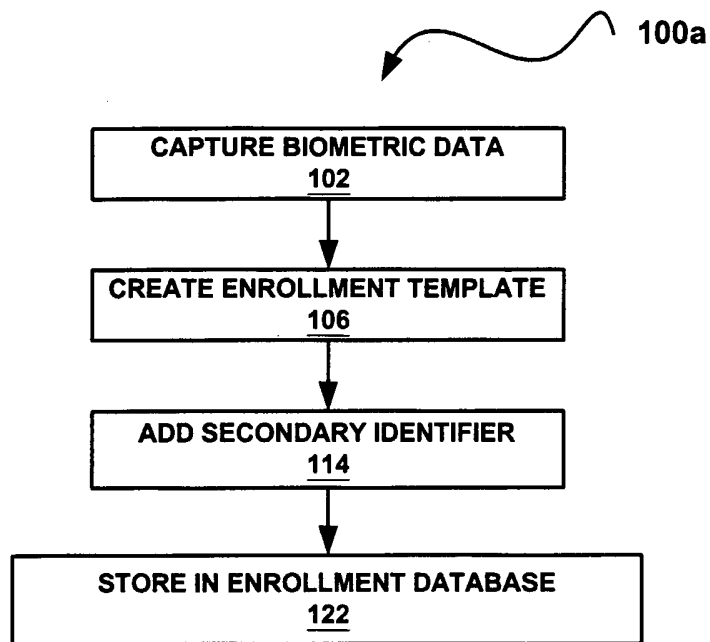 100a
CAPTURE BIOMETRIC DATA
102
CREATE ENROLLMENT TEMPLATE
106
ADD SECONDARY IDENTIFIER
114
STORE IN ENROLLMENT DATABASE
122